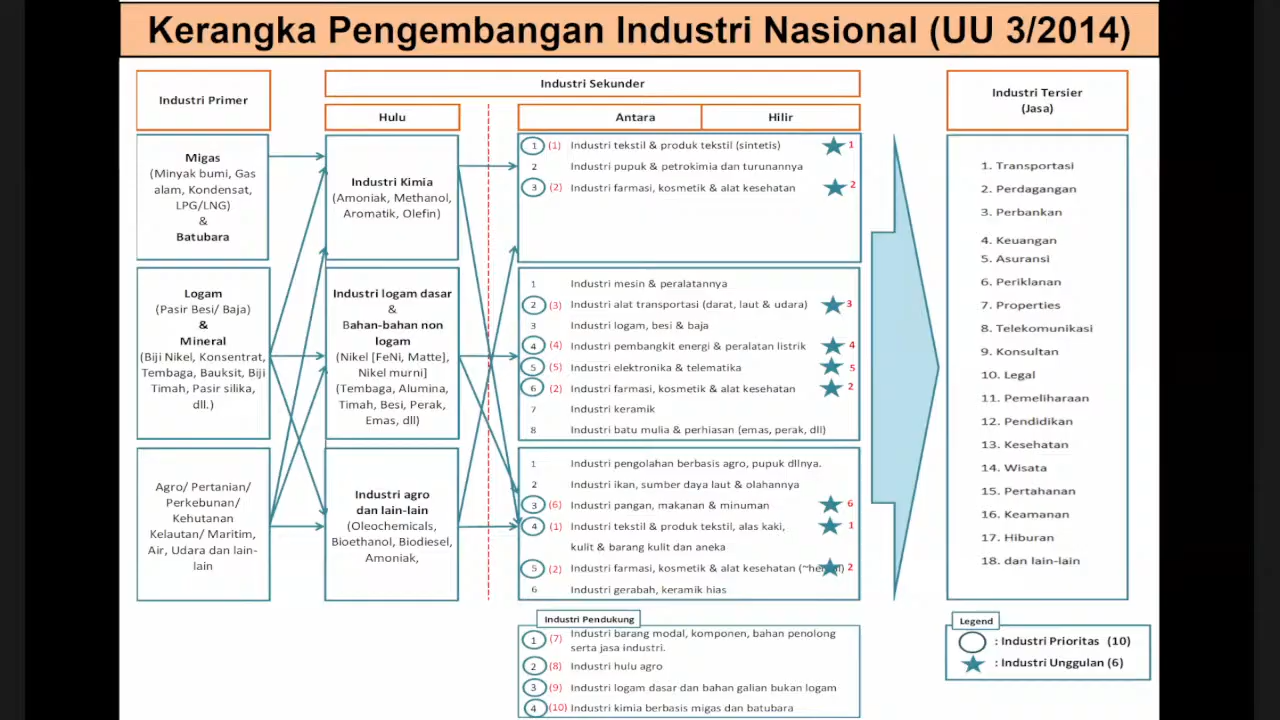 Kerangka Pengembangan Industri Nasional (UU 3/2014)
Industri Primer
Industri Sekunder
Hulu
Antara
Hilir
Industri Tersier
(Jasa)
Migas
(Minyak bumi, Gas
alam, Kondensat,
LPG/LNG)
&
Batubara
Logam
(Pasir Besi/ Baja)
&
Mineral
(Biji Nikel, Konsentrat,
Tembaga, Bauksit, Biji
Timah, Pasir silika,
dll.)
Agro/ Pertanian/
Perkebunan/
Kehutanan
Kelautan/ Maritim,
Air, Udara dan lain-
lain
Industri Kimia
(Amoniak, Methanol,
Aromatik, Olefin)
Industri logam dasar
&
Bahan-bahan non
logam
(Nikel [FeNi, Matte],
Nikel murni]
(Tembaga, Alumina,
Timah, Besi, Perak,
Emas, dll)
Industri agro
dan lain-lain
(Oleochemicals,
Bioethanol, Biodiesel,
Amoniak,
1 (1) Industri tekstil & produk tekstil (sintetis) 1
2 Industri pupuk & petrokimia dan turunannya
3 (2) Industri farmasi, kosmetik & alat kesehatan 2
1 Industri mesin & peralatannya
2 (3) Industri alat transportasi (darat, laut & udara) 3
3 Industri logam, besi & baja
4 (4) Industri pembangkit energi & peralatan listrik 4
5 (5) Industri elektronika & telematika 5
6 (2) Industri farmasi, kosmetik & alat kesehatan 2
7 Industri keramik
8 Industri batu mulia & perhiasan (emas, perak, dll)
1 Industri pengolahan berbasis agro, pupuk dllnya.
2 Industri ikan, sumber daya laut & olahannya
3 (6) Industri pangan, makanan & minuman 6
4 (1) Industri tekstil & produk tekstil, alas kaki, 1
kulit & barang kulit dan aneka
5 (2) Industri farmasi, kosmetik & alat kesehatan 2
6 Industri gerabah, keramik hias
Industri Pendukung
1 (7) Industri barang modal, komponen, bahan penolong
serta jasa industri.
2 (8) Industri hulu agro
3 (9) Industri logam dasar dan bahan galian bukan logam
4 (10) Industri kimia berbasis migas dan batubara
1. Transportasi
2. Perdagangan
3. Perbankan
4. Keuangan
5. Asuransi
6. Periklanan
7. Properties
8. Telekomunikasi
9. Konsultan
10. Legal
11. Pemeliharaan
12. Pendidikan
13. Kesehatan
14. Wisata
15. Pertahanan
16. Keamanan
17. Hiburan
18. dan lain-lain
Legend
: Industri Prioritas (10)
: Industri Unggulan (6)